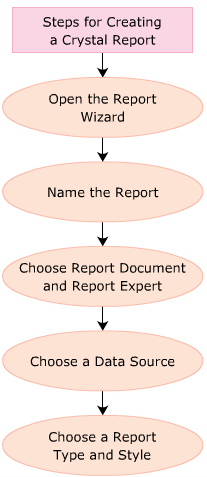 Steps for Creating
a Crystal Report
Open the Report
Wizard
Name the Report
Choose Report Document
and Report Expert
Choose a Data Source
Choose a Report
Type and Style